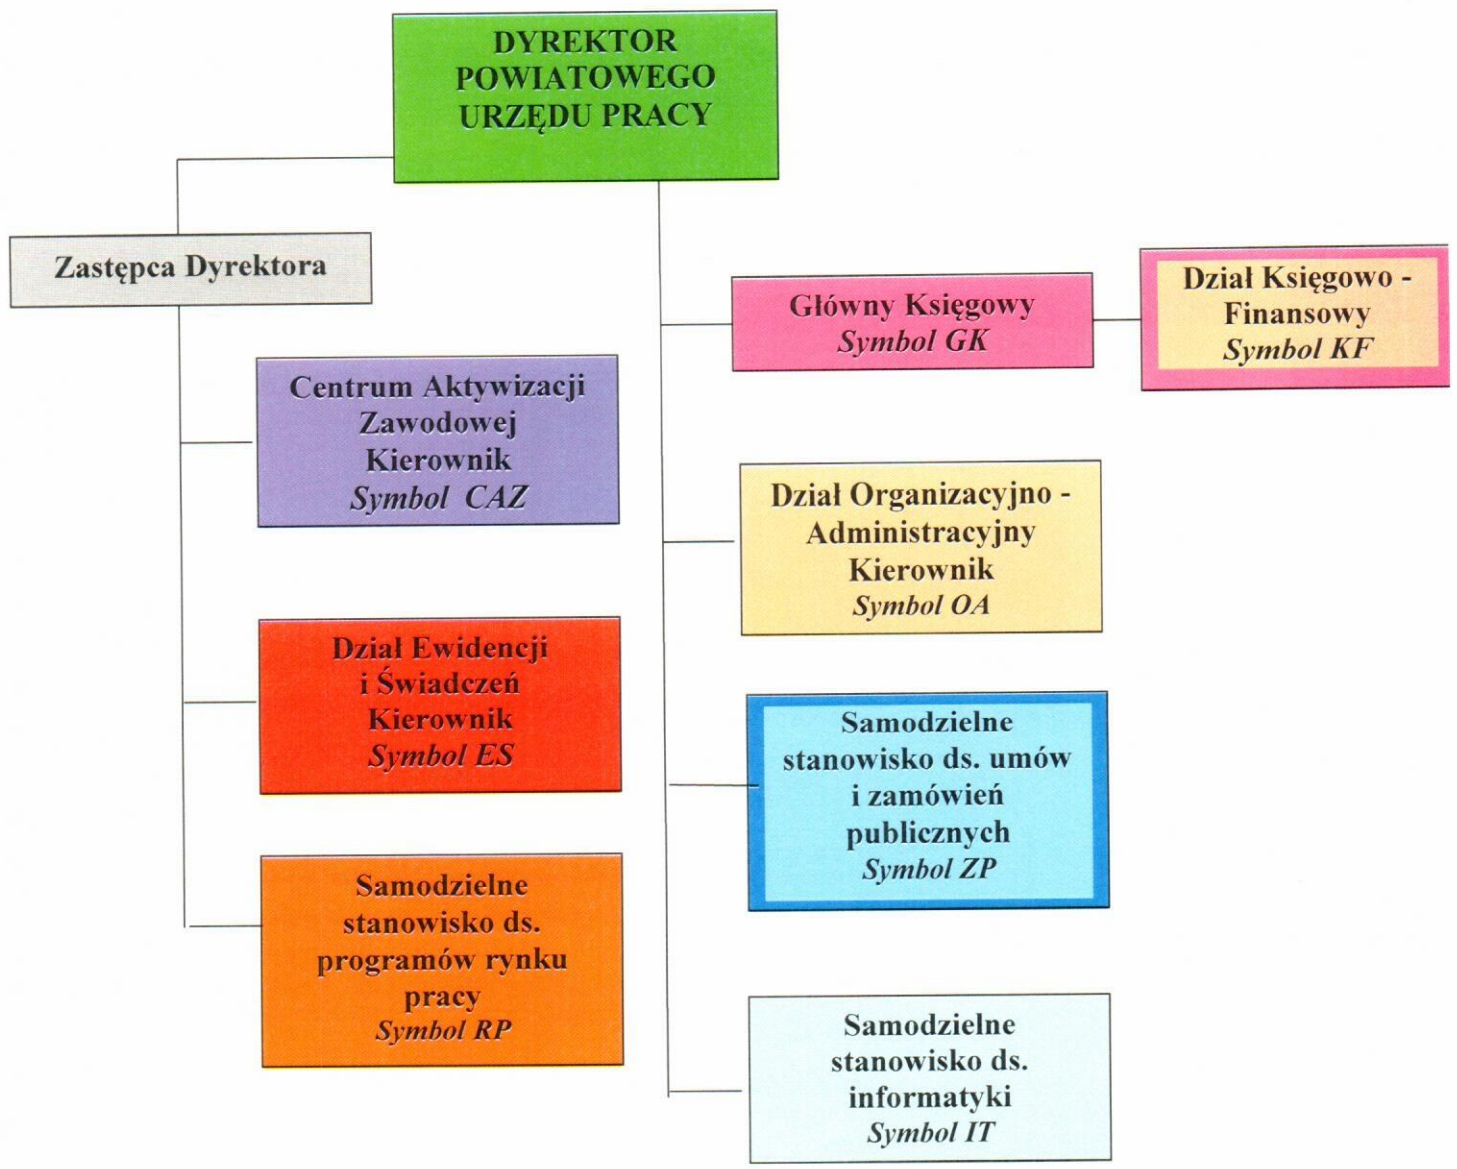 DYREKTOR
POWIATOWEGO
URZĘDU PRACY
Zastępca Dyrektora
Centrum Aktywizacji
Zawodowej
Kierownik
Symbol CAZ
Dział Ewidencji
i Świadczeń
Kierownik
Symbol ES
Samodzielne
stanowisko ds.
programów rynku
pracy
Symbol RP
Główny Księgowy
Symbol GK
Dział Księgowo -
Finansowy
Symbol KF
Dział Organizacyjno -
Administracyjny
Kierownik
Symbol OA
Samodzielne
stanowisko ds. umów
i zamówień
publicznych
Symbol ZP
Samodzielne
stanowisko ds.
informatyki
Symbol IT